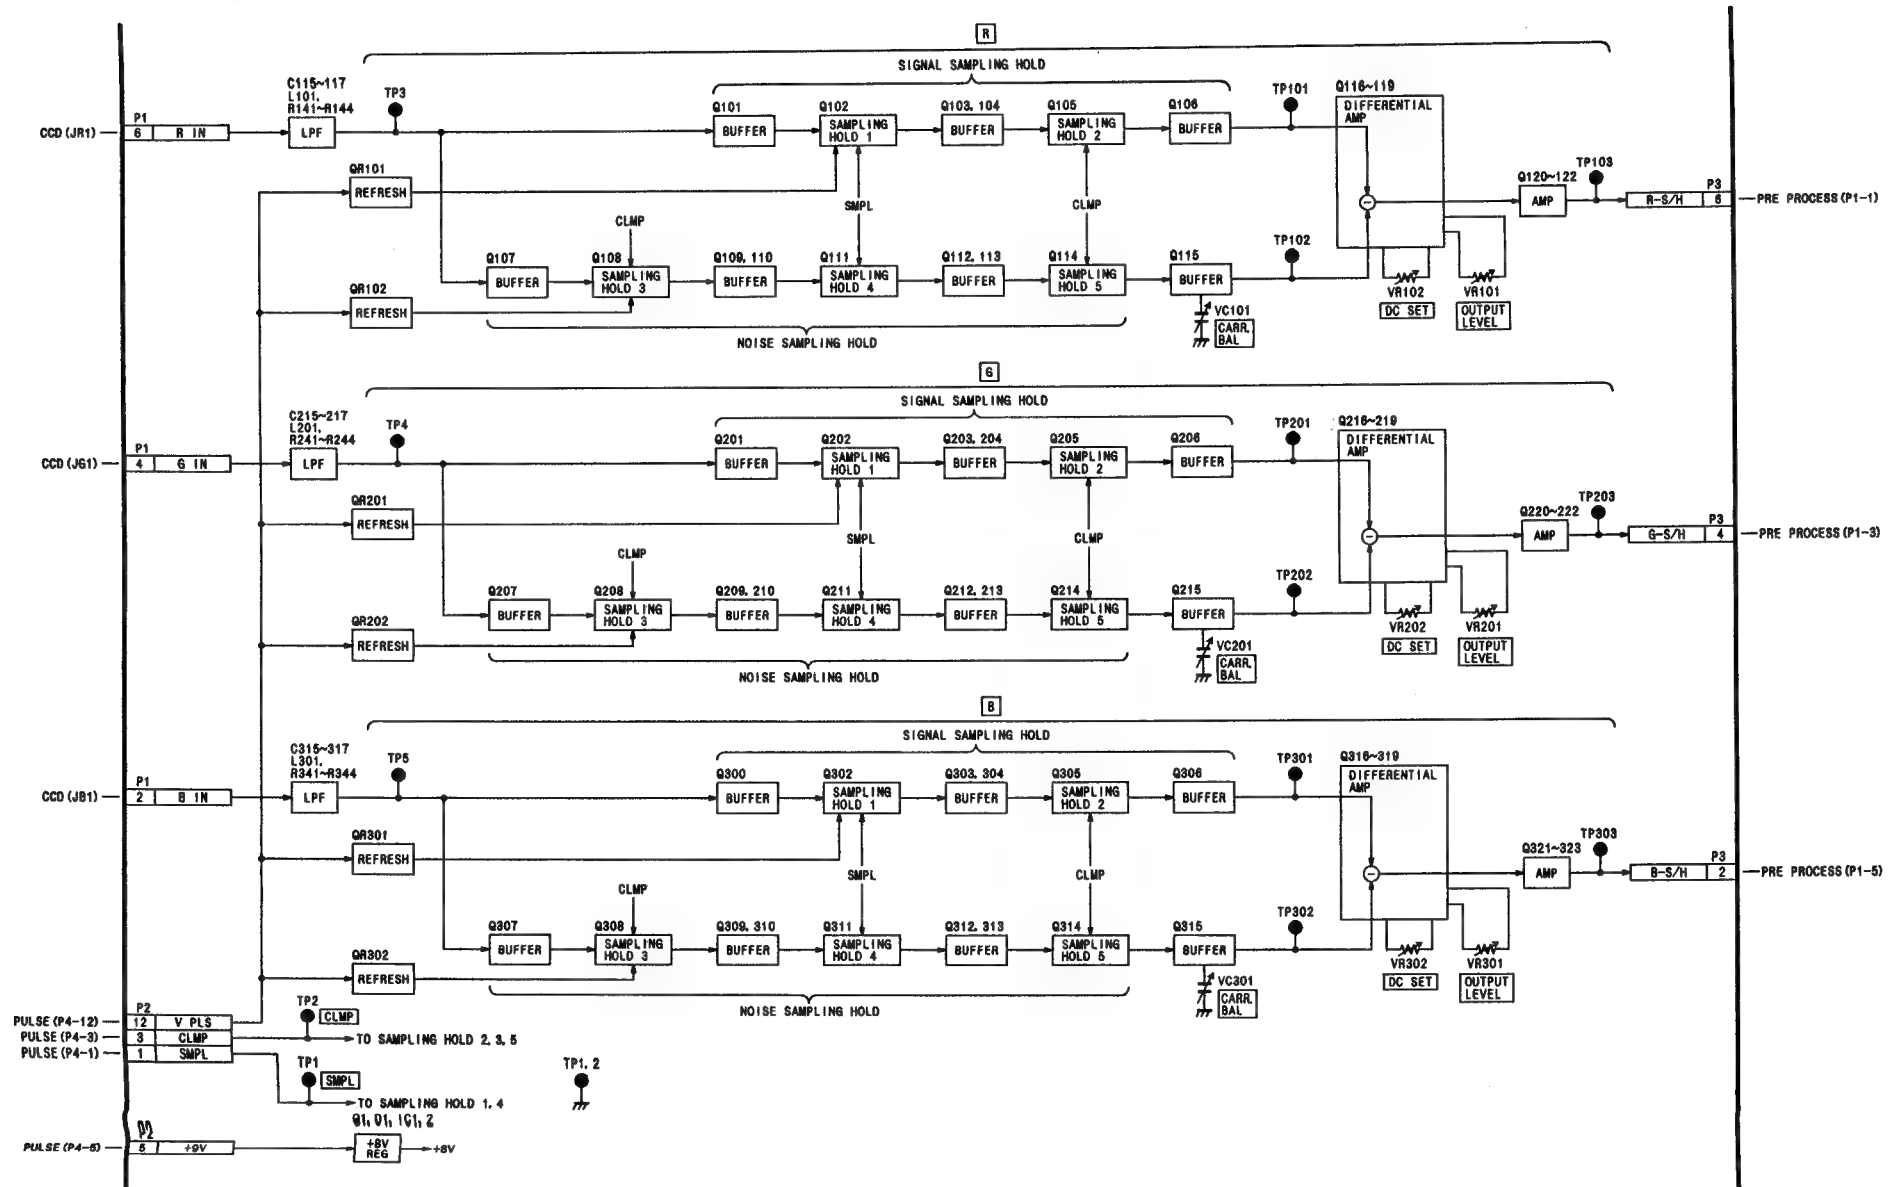 R
SIGNAL SAMPLING HOLD
C115~117
L101,
R141~R144
TP3
Q101
Q102
Q103, 104
Q105
Q106
TP101
Q116~119
DIFFERENTIAL
AMP
CCD (JR1)
P1
6 R IN
LPF
BUFFER
SAMPLING
HOLD 1
BUFFER
SAMPLING
HOLD 2
BUFFER
QR101
REFRESH
SMPL
CLMP
CLMP
TP103
Q120~122
AMP
P3
R-S/H 6
PRE PROCESS (P1-1)
Q107
Q108
Q109, 110
Q111
Q112, 113
Q114
Q115
TP102
BUFFER
SAMPLING
HOLD 3
BUFFER
SAMPLING
HOLD 4
BUFFER
SAMPLING
HOLD 5
BUFFER
QR102
REFRESH
VR102
DC SET
VR101
OUTPUT
LEVEL
VC101
CARR.
BAL
NOISE SAMPLING HOLD
G
SIGNAL SAMPLING HOLD
C215~217
L201,
R241~R244
TP4
Q201
Q202
Q203, 204
Q205
Q206
TP201
Q216~219
DIFFERENTIAL
AMP
CCD (JG1)
P1
4 G IN
LPF
BUFFER
SAMPLING
HOLD 1
BUFFER
SAMPLING
HOLD 2
BUFFER
QR201
REFRESH
SMPL
CLMP
CLMP
TP203
Q220~222
AMP
P3
G-S/H 4
PRE PROCESS (P1-3)
Q207
Q208
Q209, 210
Q211
Q212, 213
Q214
Q215
TP202
BUFFER
SAMPLING
HOLD 3
BUFFER
SAMPLING
HOLD 4
BUFFER
SAMPLING
HOLD 5
BUFFER
QR202
REFRESH
VR202
DC SET
VR201
OUTPUT
LEVEL
VC201
CARR.
BAL
NOISE SAMPLING HOLD
B
SIGNAL SAMPLING HOLD
C315~317
L301,
R341~R344
TP5
Q300
Q302
Q303, 304
Q305
Q306
TP301
Q316~319
DIFFERENTIAL
AMP
CCD (JB1)
P1
2 B IN
LPF
BUFFER
SAMPLING
HOLD 1
BUFFER
SAMPLING
HOLD 2
BUFFER
QR301
REFRESH
SMPL
CLMP
CLMP
TP303
Q321~323
AMP
P3
B-S/H 2
PRE PROCESS (P1-5)
Q307
Q308
Q309, 310
Q311
Q312, 313
Q314
Q315
TP302
BUFFER
SAMPLING
HOLD 3
BUFFER
SAMPLING
HOLD 4
BUFFER
SAMPLING
HOLD 5
BUFFER
QR302
REFRESH
VR302
DC SET
VR301
OUTPUT
LEVEL
VC301
CARR.
BAL
NOISE SAMPLING HOLD
P2
PULSE (P4-12) 12 V PLS
PULSE (P4-3) 3 CLMP
PULSE (P4-1) 1 SMPL
TP2
CLMP
TO SAMPLING HOLD 2, 3, 5
TP1
SMPL
TO SAMPLING HOLD 1, 4
TP1, 2
Q1, D1, IC1, 2
P2
PULSE (P4-5) 5 +9V
+8V
REG
+8V